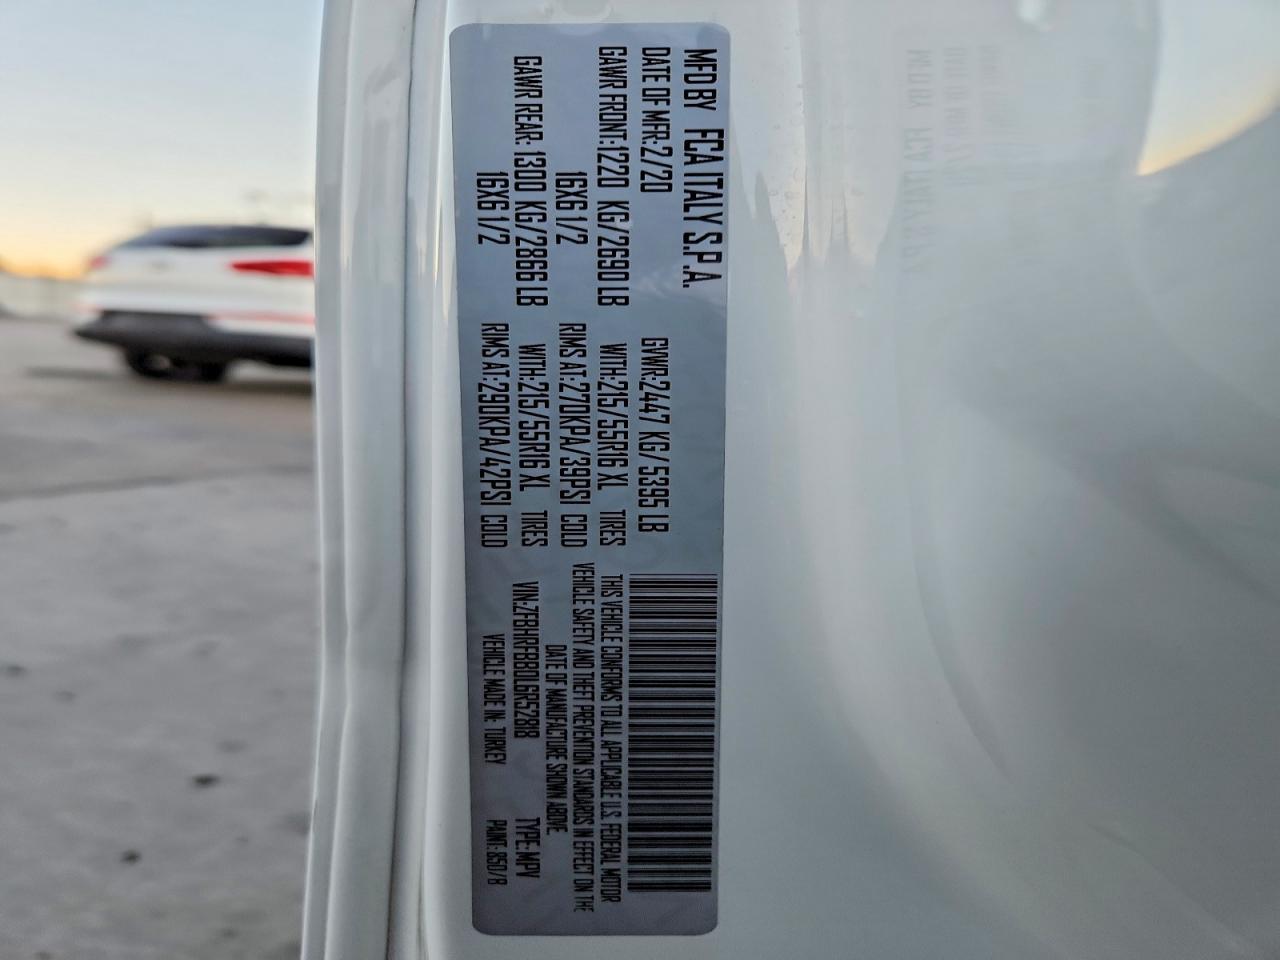 MFD BY FCA ITALY S.P.A.
DATE OF MFR:2/20 GVWR:2447 KG/ 5395 LB
GAWR FRONT:1220 KG/2690 LB WITH:215/55R16 XL TIRES
16X6 1/2 RIMS AT:270KPA/39PSI COLD
GAWR REAR: 1300 KG/2866 LB WITH:215/55R16 XL TIRES
16X6 1/2 RIMS AT:290KPA/42PSI COLD
THIS VEHICLE CONFORMS TO ALL APPLICABLE U.S. FEDERAL MOTOR
VEHICLE SAFETY AND THEFT PREVENTION STANDARDS IN EFFECT ON THE
DATE OF MANUFACTURE SHOWN ABOVE.
VIN:ZFBHRFBB0L6R52818 TYPE: MPV
VEHICLE MADE IN: TURKEY PAINT: 850/B